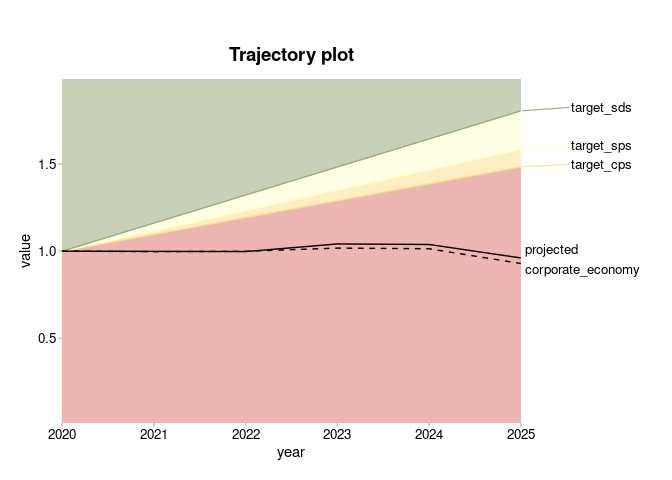 Trajectory plot
target_sds
target_sps
target_cps
projected
corporate_economy
value
1.5
1.0
0.5
2020 2021 2022 2023 2024 2025
year